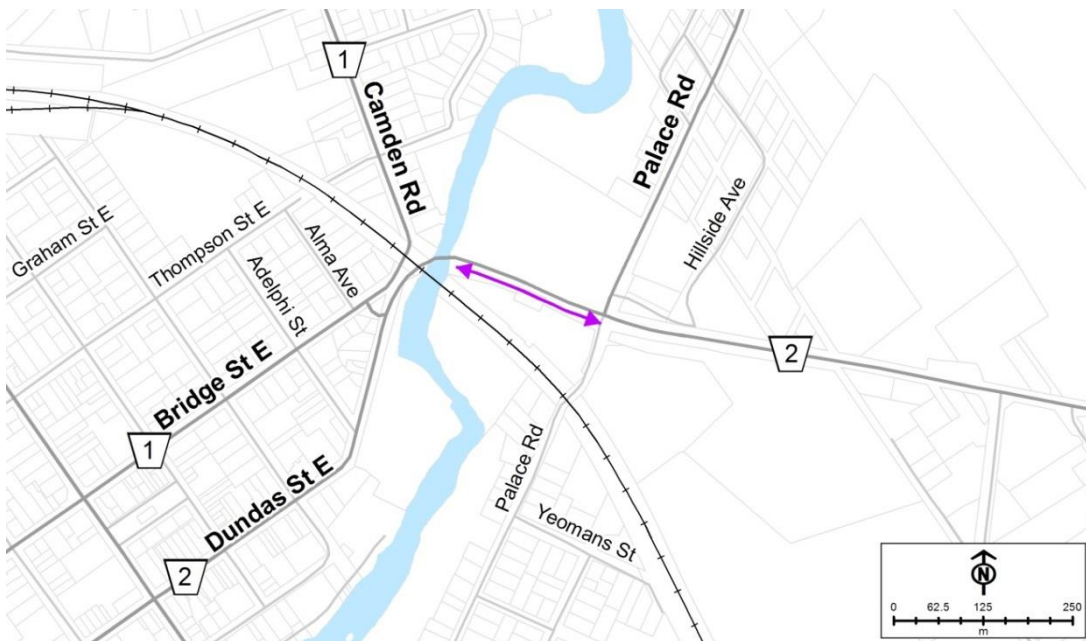 1
Camden Rd
Palace Rd
Hillside Ave
Graham St E
Thompson St E
Alma Ave
Adelphi St
2
Bridge St E
1
Palace Rd
Dundas St E
Yeomans St
2
N
0 62.5 125 250
m